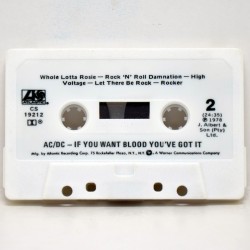 Whole Lotta Rosie — Rock 'N' Roll Damnation — High
Voltage — Let There Be Rock — Rocker
ATLANTIC
CS
19212
2
(24:35)
℗ 1978
J. Albert &
Son (Pty)
Ltd.
AC/DC – IF YOU WANT BLOOD YOU'VE GOT IT
Mfg. by Atlantic Recording Corp. 75 Rockefeller Plaza, N.Y., N.Y. A Warner Communications Company